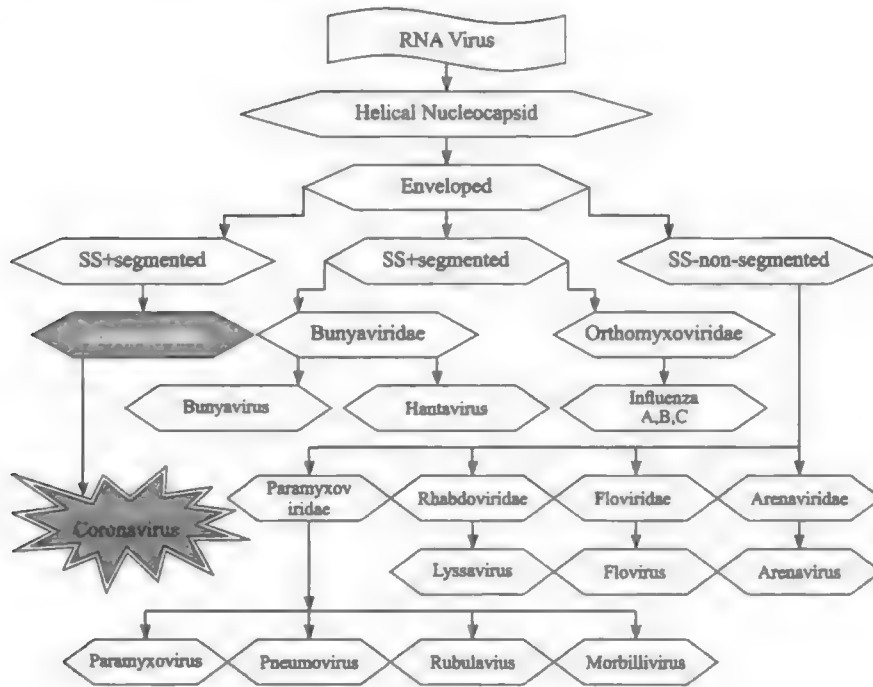 RNA Virus
Helical Nucleocapsid
Enveloped
SS+segmented
SS+segmented
SS-non-segmented
Bunyaviridae
Orthomyxoviridae
Bunyavirus
Hantavirus
Influenza
A,B,C
Coronavirus
Paramyxov
iridae
Rhabdoviridae
Floviridae
Arenaviridae
Lyssavirus
Flovirus
Arenavirus
Paramyxovirus
Pneumovirus
Rubulavius
Morbillivirus